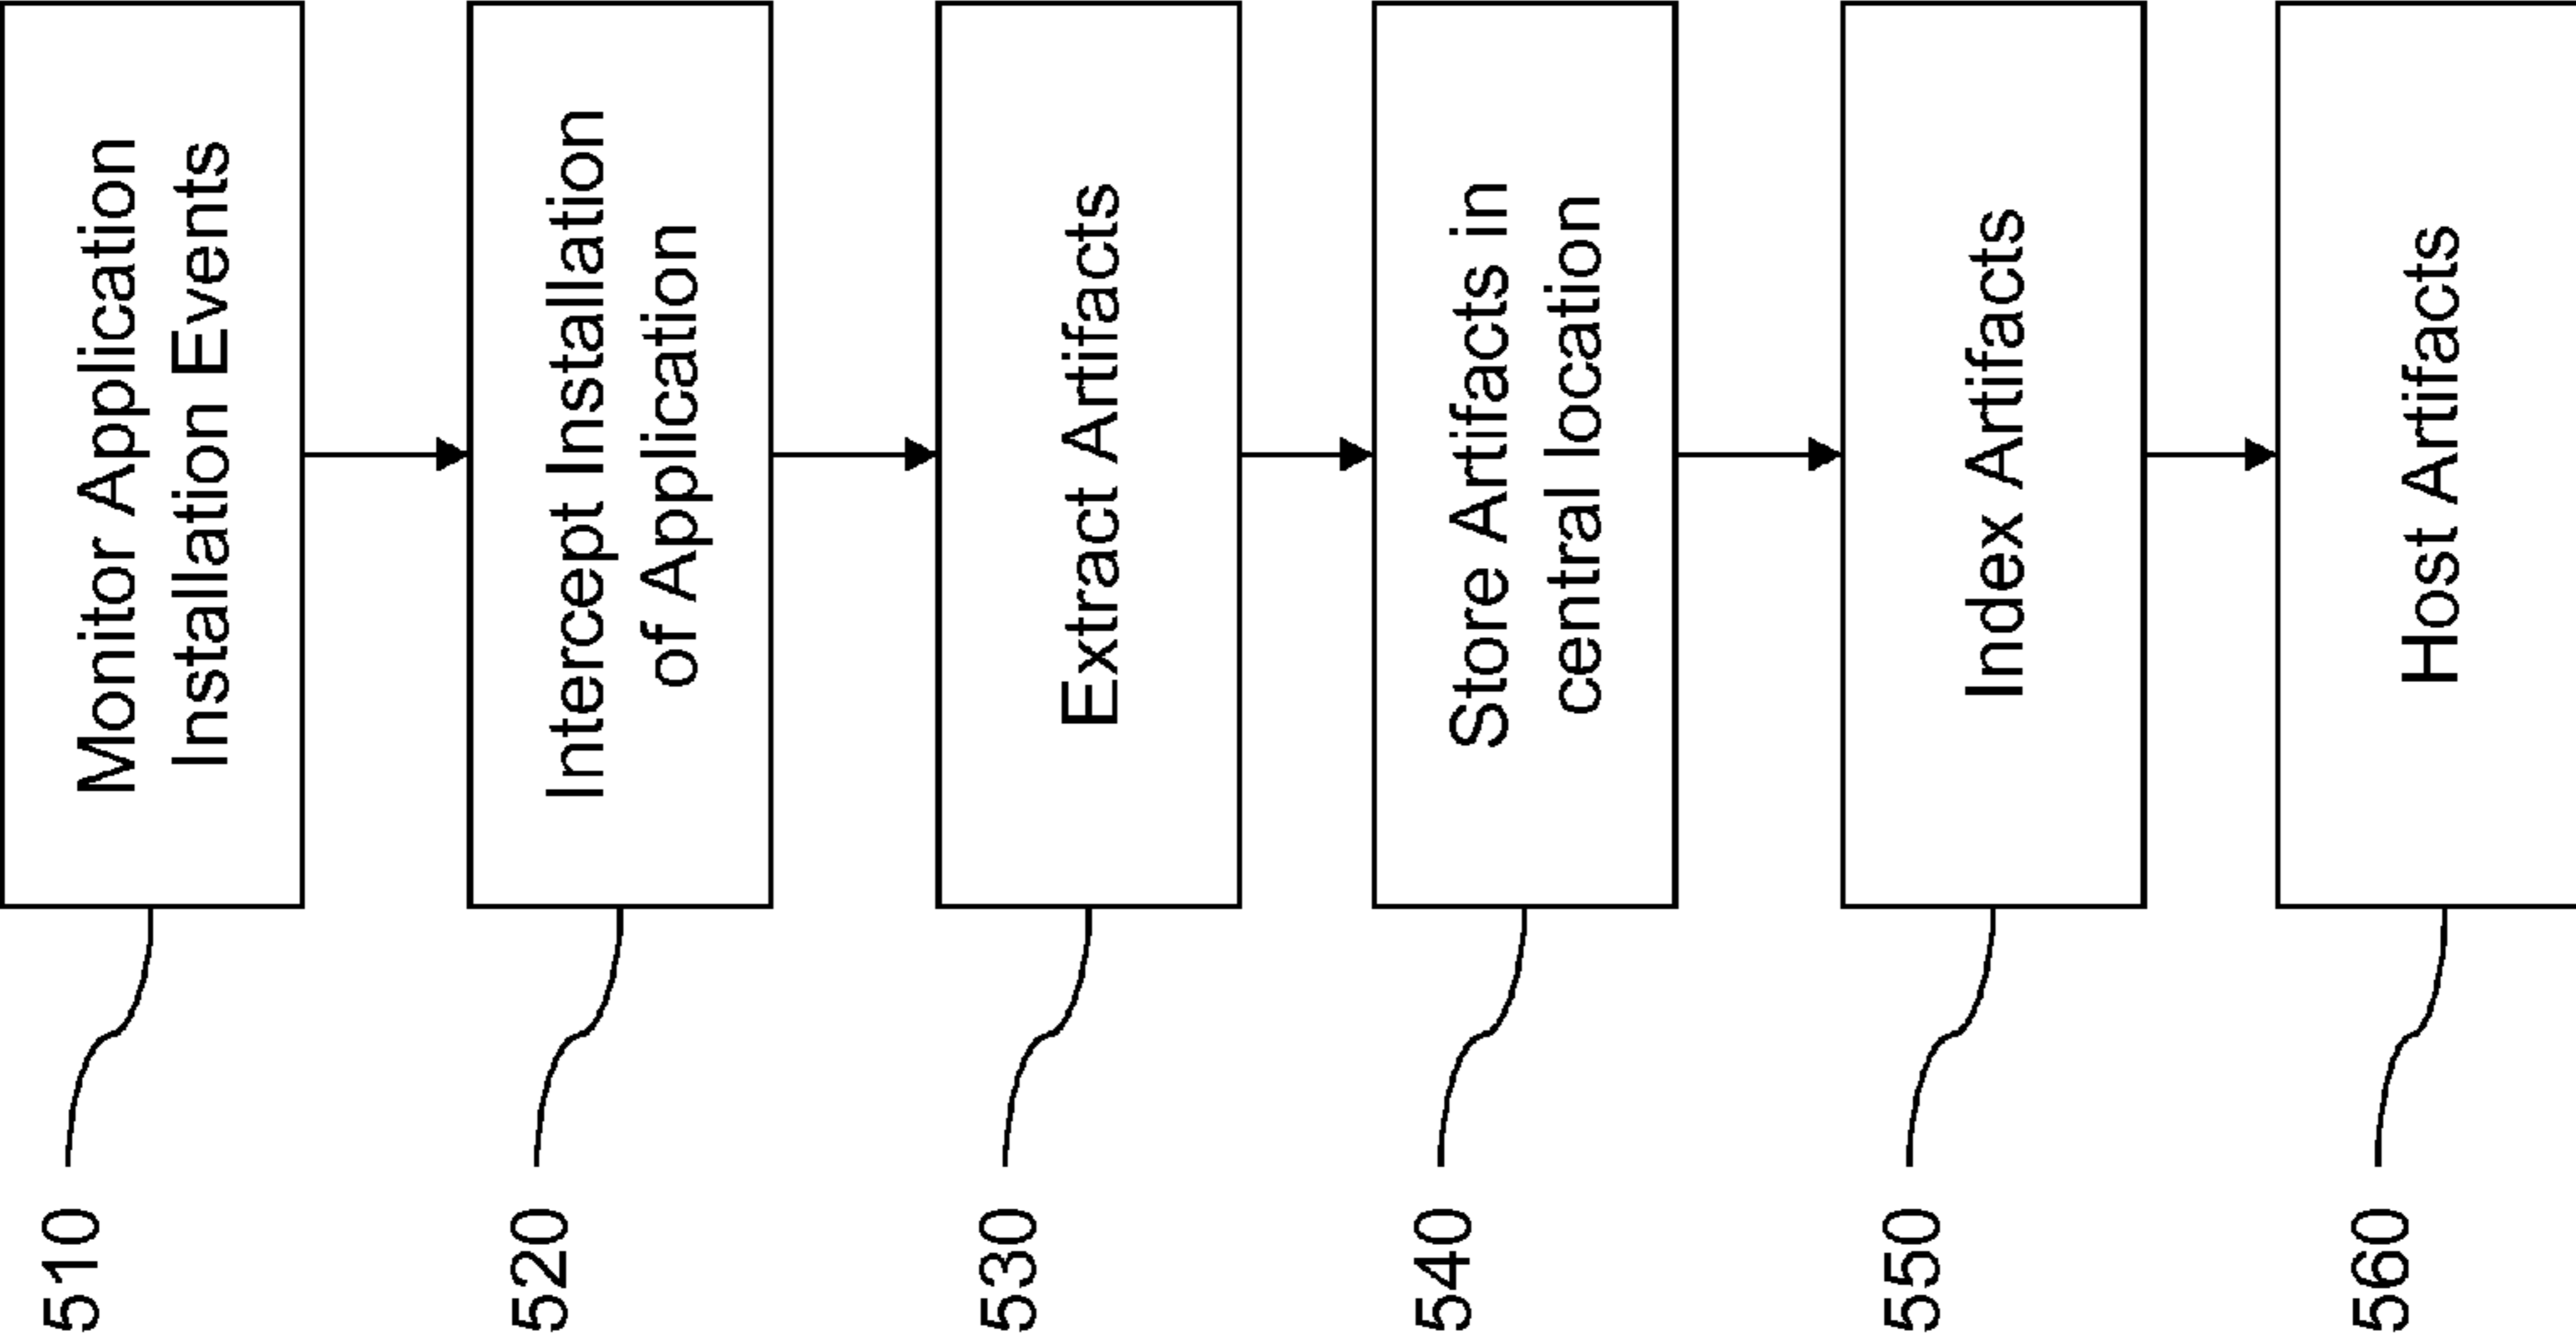 510
Monitor Application
Installation Events
520
Intercept Installation
of Application
530
Extract Artifacts
540
Store Artifacts in
central location
550
Index Artifacts
560
Host Artifacts